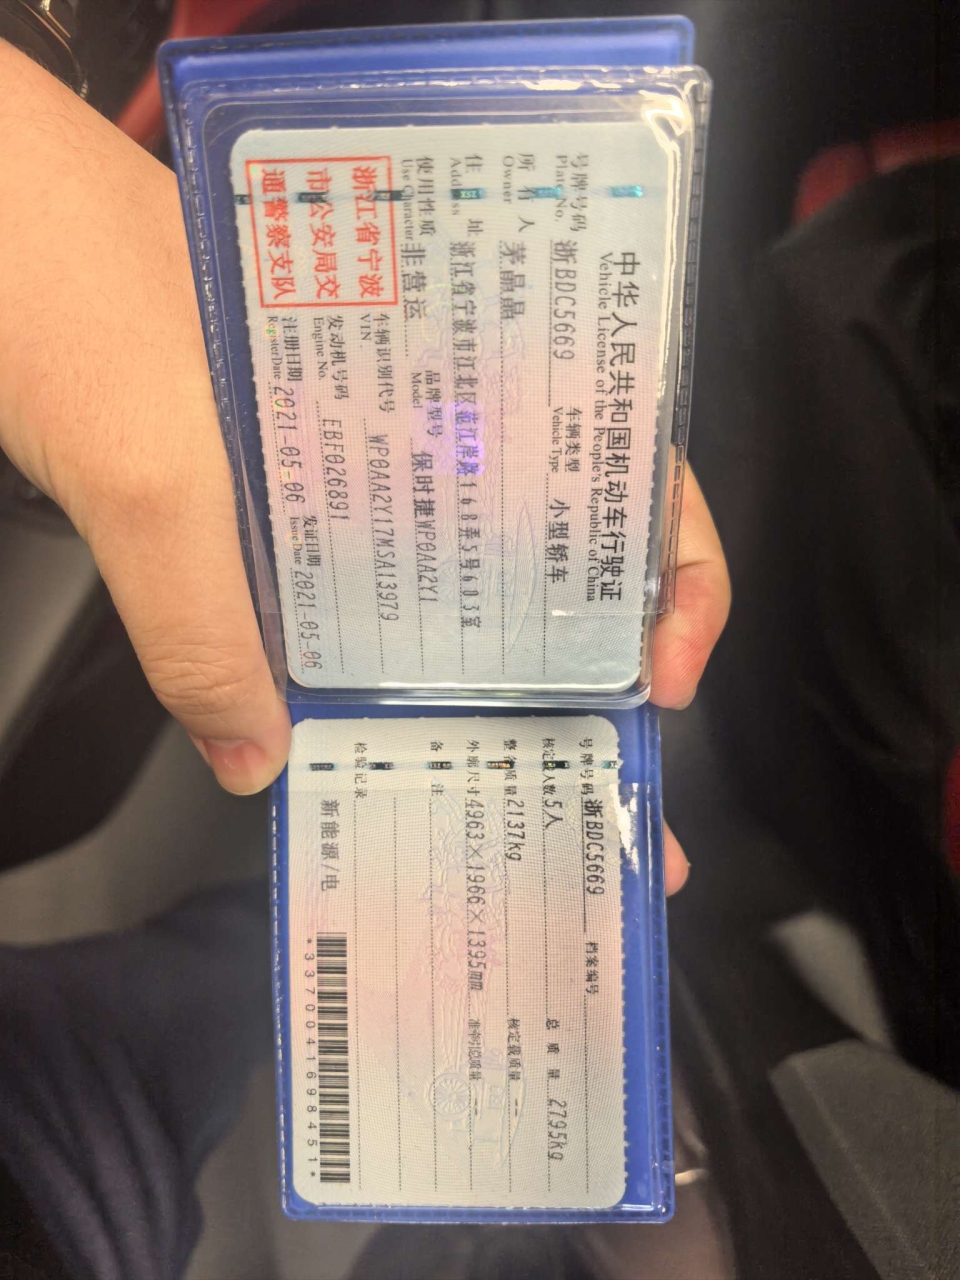 中华人民共和国机动车行驶证
Vehicle License of the People's Republic of China
号牌号码 浙BDC5669 车辆类型 小型轿车
Plate No. Vehicle Type
所有人 茅晶晶
Owner
住址 浙江省宁波市江北区范江岸路168弄5号603室
Address
使用性质 非营运 品牌型号 保时捷WP0AA2Y1
Use Character Model
浙江省宁波
市公安局交
通警察支队
车辆识别代号 WP0AA2Y17MSA13979
VIN
发动机号码 EBF026891
Engine No.
注册日期 2021-05-06 发证日期 2021-05-06
Register Date Issue Date
号牌号码 浙BDC5669 档案编号
核定载人数 5人 总质量 2795kg
整备质量 2137kg 核定载质量 --
外廓尺寸 4963×1966×1395mm 准牵引总质量 --
备注
检验记录
新能源/电
*3370041698451*